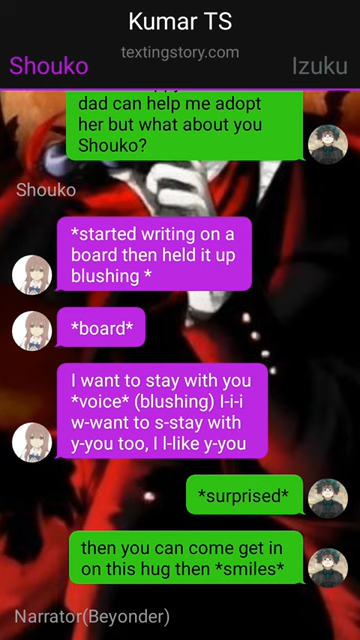 Kumar TS
textingstory.com
Shouko
Izuku
dad can help me adopt
her but what about you
Shouko?
Shouko
*started writing on a
board then held it up
blushing *
*board*
I want to stay with you
*voice* (blushing) I-i-i
w-want to s-stay with
y-you too, I l-like y-you
*surprised*
then you can come get in
on this hug then *smiles*
Narrator(Beyonder)